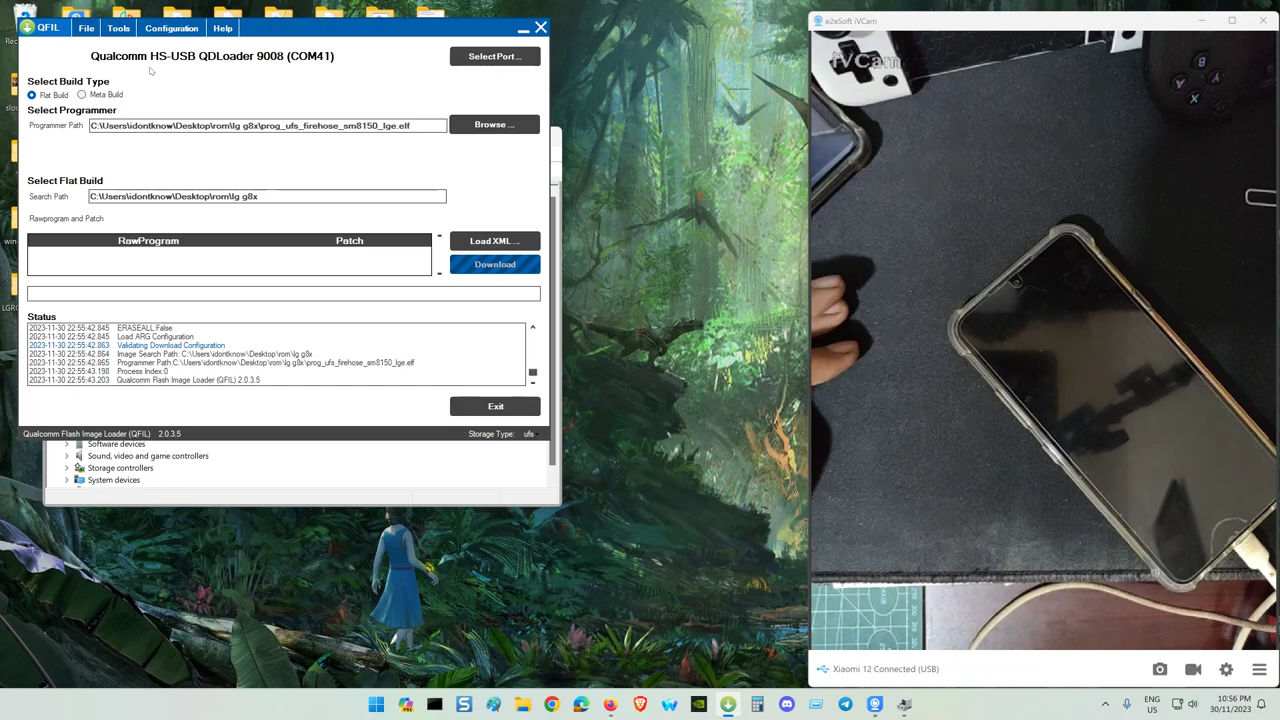 QFIL File Tools Configuration Help
Qualcomm HS-USB QDLoader 9008 (COM41)
Select Port ...
Select Build Type
Flat Build Meta Build
Select Programmer
Programmer Path C:\Users\idontknow\Desktop\rom\lg g8x\prog_ufs_firehose_sm8150_lge.elf Browse ...
Select Flat Build
Search Path C:\Users\idontknow\Desktop\rom\lg g8x
Rawprogram and Patch
RawProgram Patch
Load XML ...
Download
Status
2023-11-30 22:55:42.845 ERASEALL:False
2023-11-30 22:55:42.845 Load ARG Configuration
2023-11-30 22:55:42.863 Validating Download Configuration
2023-11-30 22:55:42.864 Image Search Path: C:\Users\idontknow\Desktop\rom\lg g8x
2023-11-30 22:55:42.865 Programmer Path:C:\Users\idontknow\Desktop\rom\lg g8x\prog_ufs_firehose_sm8150_lge.elf
2023-11-30 22:55:43.198 Process Index:0
2023-11-30 22:55:43.203 Qualcomm Flash Image Loader (QFIL) 2.0.3.5
Exit
Qualcomm Flash Image Loader (QFIL) 2.0.3.5 Storage Type: ufs
Software devices
Sound, video and game controllers
Storage controllers
System devices
e2eSoft iVCam
iVCam
Y
B
A
X
Xiaomi 12 Connected (USB)
ENG
US
10:56 PM
30/11/2023